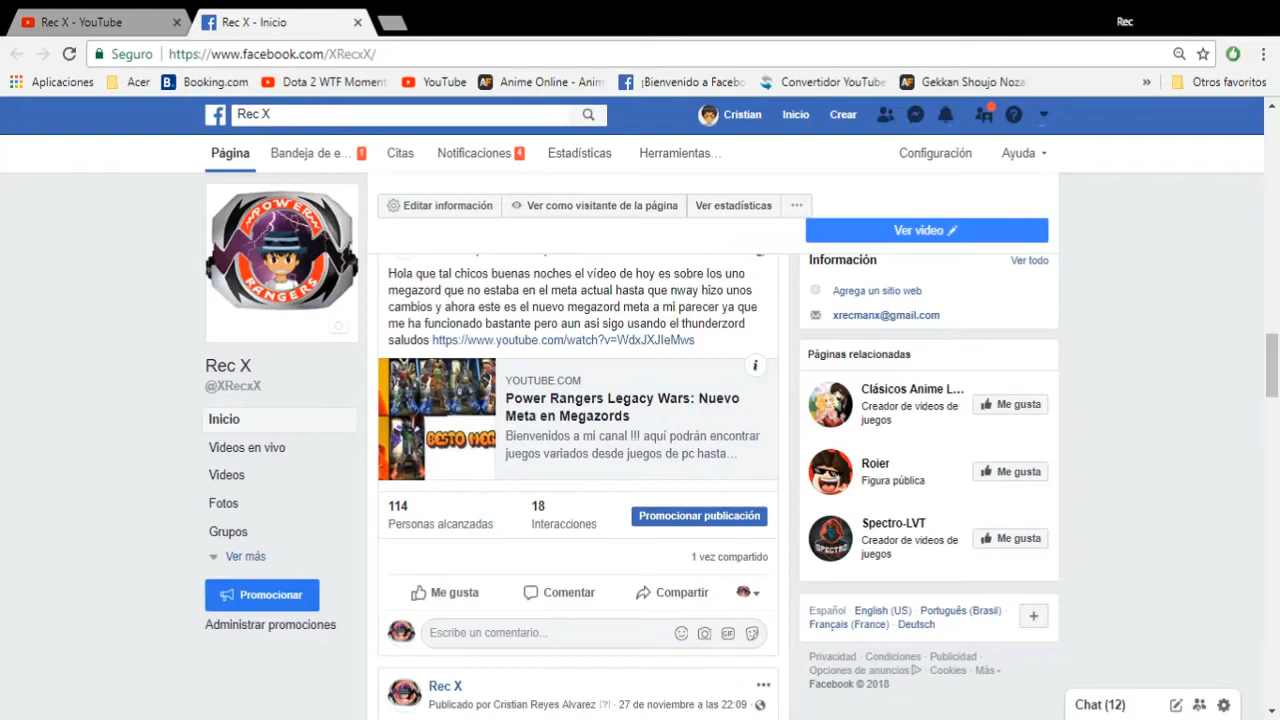 Rec X - YouTube
Rec X - Inicio
Rec
Seguro
https://www.facebook.com/XRecxX/
Aplicaciones
Acer
Booking.com
Dota 2 WTF Moment
YouTube
Anime Online - Anim
¡Bienvenido a Facebo
Convertidor YouTube
Gekkan Shoujo Noza
»
Otros favoritos
Rec X
Cristian
Inicio
Crear
Página
Bandeja de e... 1
Citas
Notificaciones 4
Estadísticas
Herramientas...
Configuración
Ayuda
POWER
RANGERS
Rec X
@XRecxX
Inicio
Videos en vivo
Videos
Fotos
Grupos
Ver más
Promocionar
Administrar promociones
Editar información
Ver como visitante de la página
Ver estadísticas
Ver video
Hola que tal chicos buenas noches el vídeo de hoy es sobre los uno
megazord que no estaba en el meta actual hasta que nway hizo unos
cambios y ahora este es el nuevo megazord meta a mi parecer ya que
me ha funcionado bastante pero aun asi sigo usando el thunderzord
saludos https://www.youtube.com/watch?v=WdxJXJIeMws
YOUTUBE.COM
Power Rangers Legacy Wars: Nuevo
Meta en Megazords
Bienvenidos a mi canal !!! aquí podrán encontrar
juegos variados desde juegos de pc hasta...
114
Personas alcanzadas
18
Interacciones
Promocionar publicación
1 vez compartido
Me gusta
Comentar
Compartir
Escribe un comentario...
GIF
Rec X
Publicado por Cristian Reyes Alvarez [?] · 27 de noviembre a las 22:09 ·
Información
Ver todo
Agrega un sitio web
xrecmanx@gmail.com
Páginas relacionadas
Clásicos Anime L...
Creador de videos de
juegos
Me gusta
Roier
Figura pública
Me gusta
SPECTRO
Spectro-LVT
Creador de videos de
juegos
Me gusta
Español · English (US) · Português (Brasil) ·
Français (France) · Deutsch
Privacidad · Condiciones · Publicidad ·
Opciones de anuncios · Cookies · Más
Facebook © 2018
Chat (12)